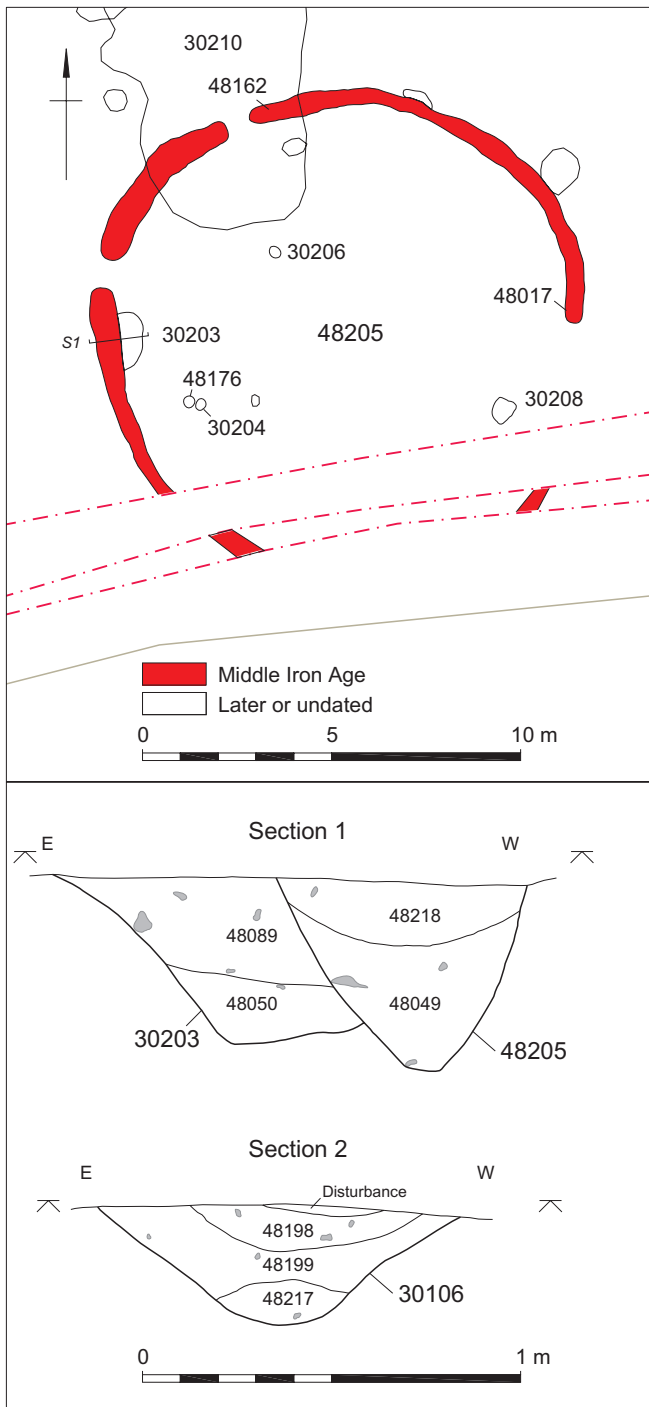 30210
48162
30206
48017
S1
30203
48205
48176
30204
30208
Middle Iron Age
Later or undated
0 5 10 m
Section 1
E W
48218
48089
48050
48049
30203
48205
Section 2
E W
Disturbance
48198
48199
30106
48217
0 1 m